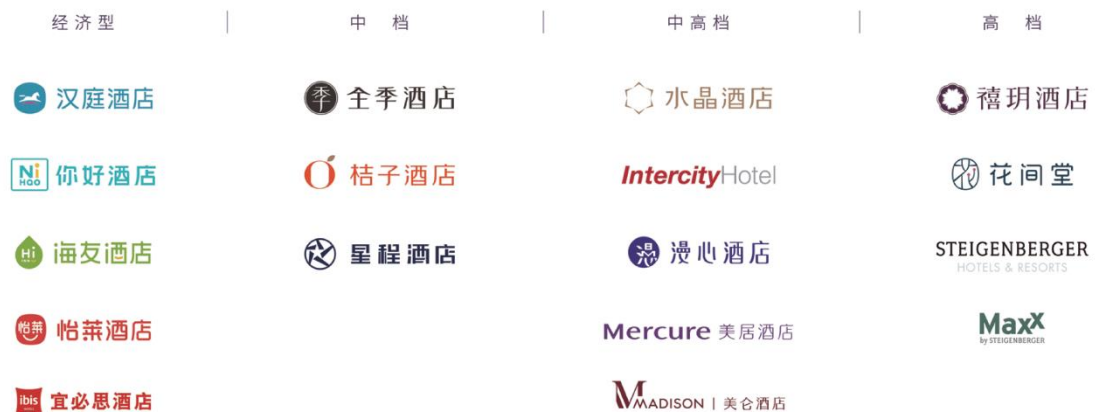 经济型 中 档 中高档 高 档
汉庭酒店 季 全季酒店 水晶酒店 禧玥酒店
Ni HAO 你好酒店 桔子酒店 IntercityHotel 花间堂
Hi 海友酒店 星程酒店 漫心 漫心酒店 STEIGENBERGER
HOTELS & RESORTS
怡莱 怡莱酒店 Mercure 美居酒店 MAXX
by STEIGENBERGER
ibis 宜必思酒店 MADISON | 美仑酒店